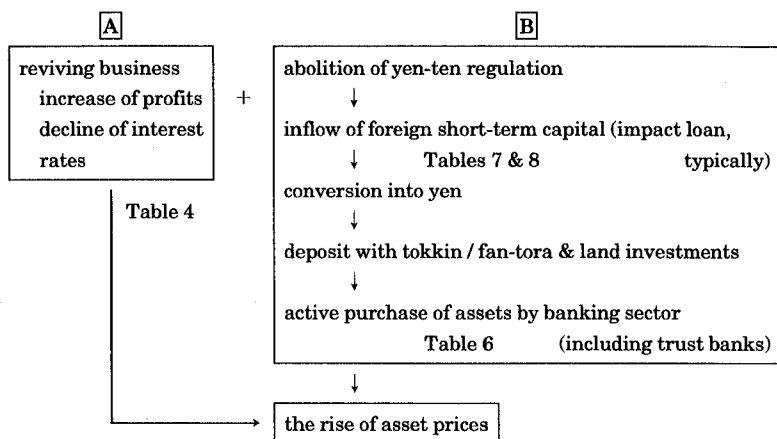 A
B
reviving business
increase of profits
decline of interest
rates
+
abolition of yen-ten regulation
↓
inflow of foreign short-term capital (impact loan,
↓ Tables 7 & 8 typically)
conversion into yen
↓
deposit with tokkin / fan-tora & land investments
↓
active purchase of assets by banking sector
Table 6 (including trust banks)
Table 4
↓
the rise of asset prices